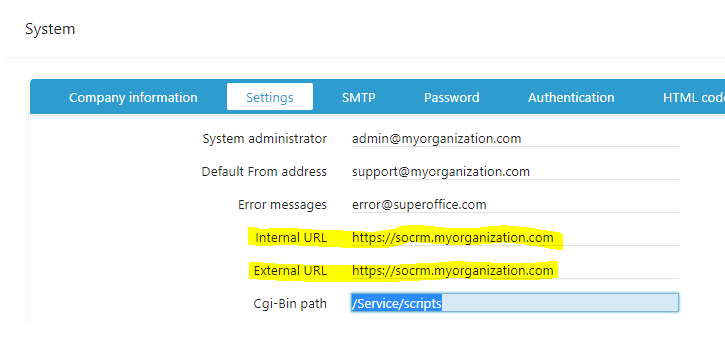 System
Company information Settings SMTP Password Authentication HTML code
System administrator admin@myorganization.com
Default From address support@myorganization.com
Error messages error@superoffice.com
Internal URL https://socrm.myorganization.com
External URL https://socrm.myorganization.com
Cgi-Bin path /Service/scripts